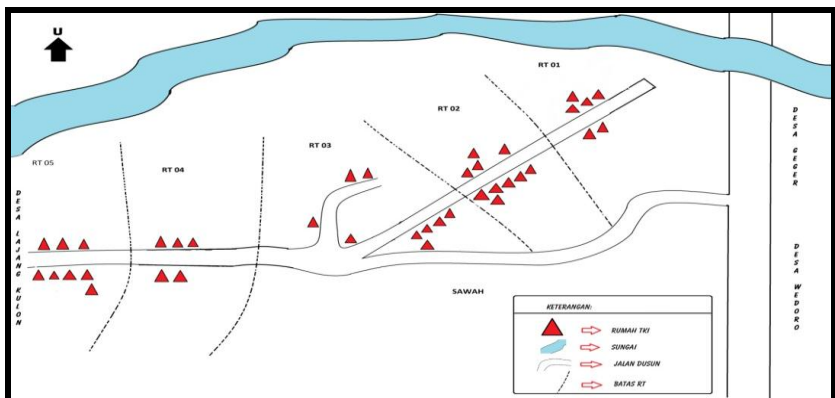 U
RT 01
RT 02
RT 03
RT 04
RT 05
DESA GEGER
DESA LAJANG KULON
DESA WEDORO
SAWAH
KETERANGAN:
RUMAH TKI
SUNGAI
JALAN DUSUN
BATAS RT